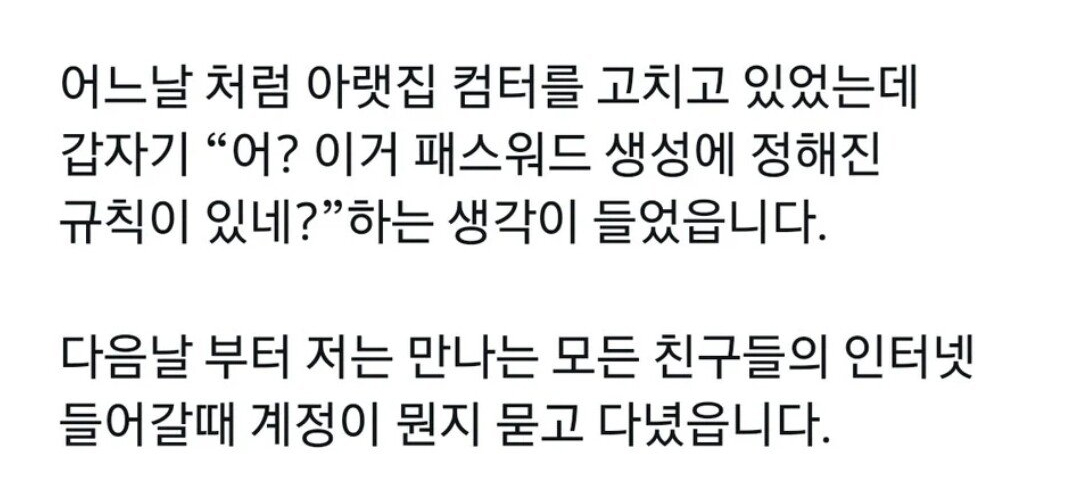 어느날 처럼 아랫집 컴터를 고치고 있었는데
갑자기 “어? 이거 패스워드 생성에 정해진
규칙이 있네?”하는 생각이 들었읍니다.
다음날 부터 저는 만나는 모든 친구들의 인터넷
들어갈때 계정이 뭔지 묻고 다녔읍니다.